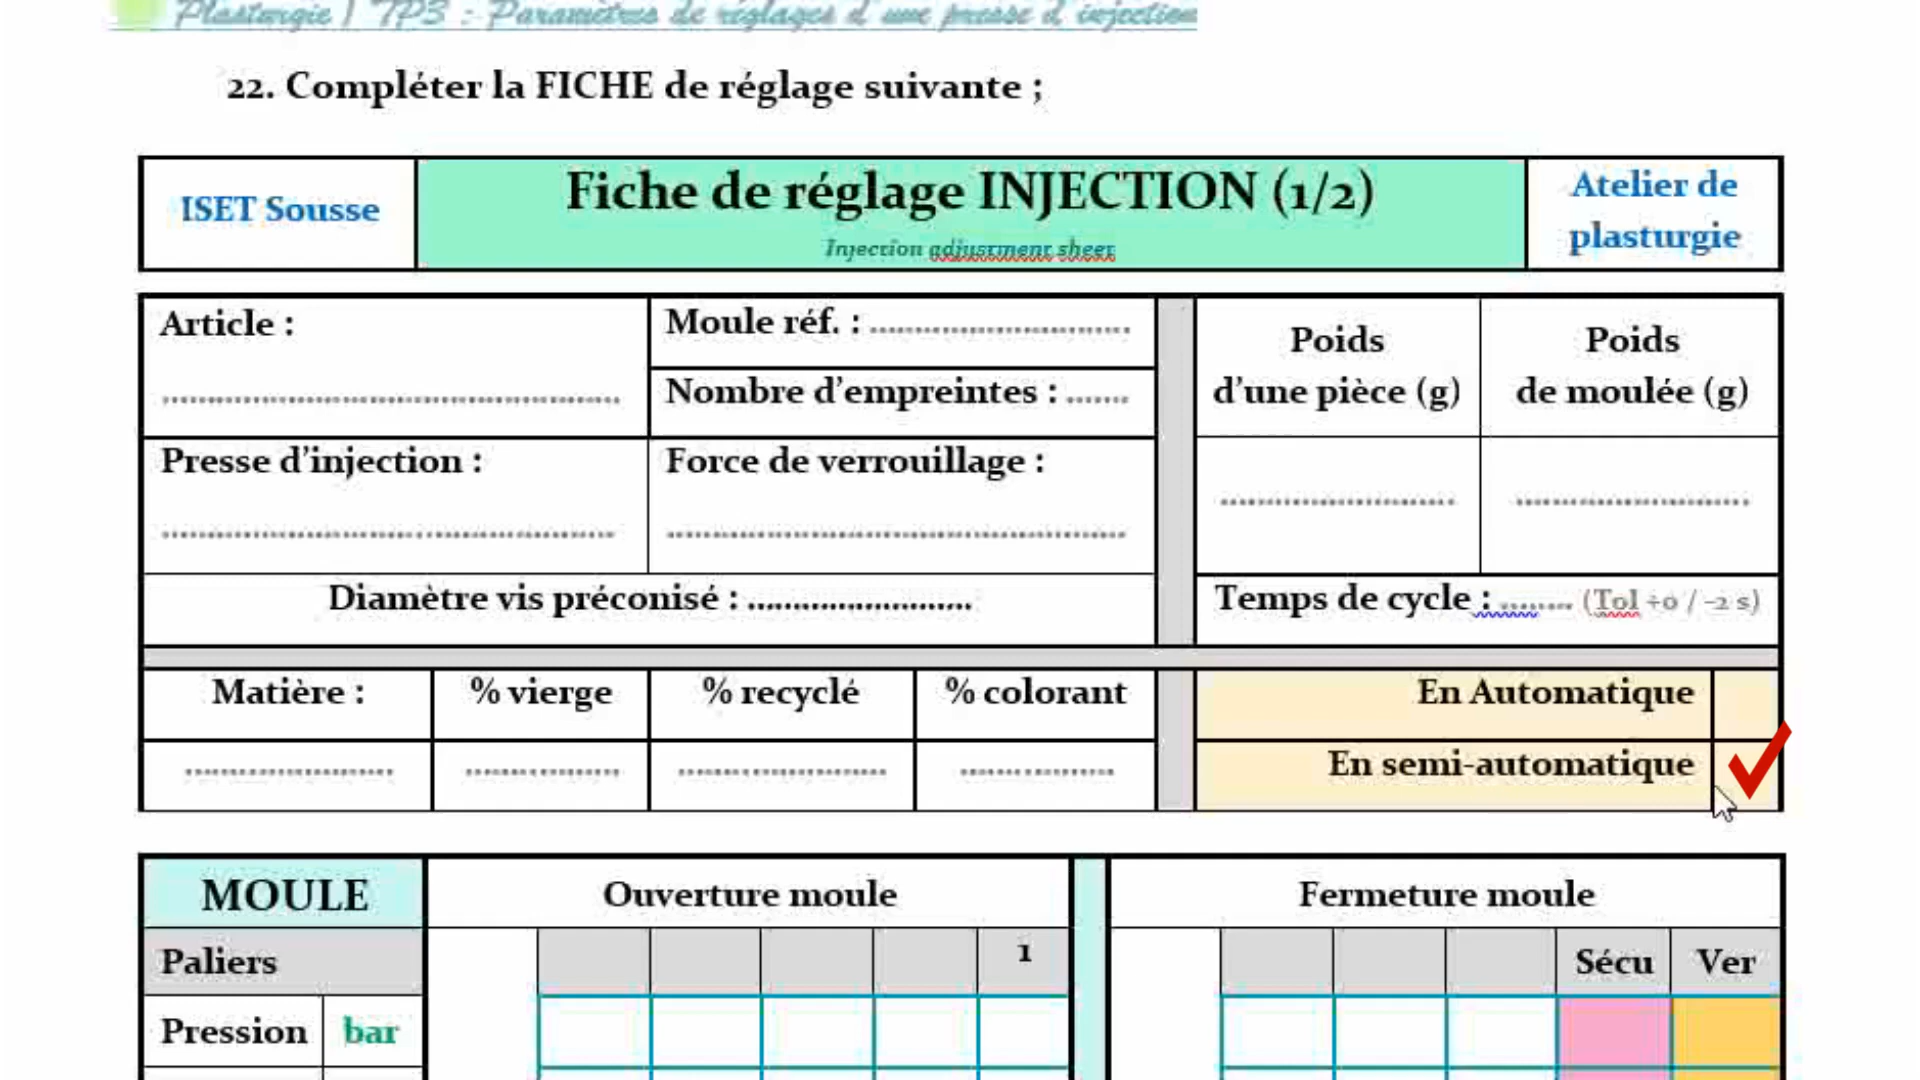 Plasturgie | TP3 : Paramètres de réglages d'une presse d'injection
22. Compléter la FICHE de réglage suivante ;
ISET Sousse
Fiche de réglage INJECTION (1/2)
Injection adjustment sheet
Atelier de
plasturgie
Article :
Moule réf. : ............................
Nombre d'empreintes : .......
Poids
d'une pièce (g)
Poids
de moulée (g)
Presse d'injection :
Force de verrouillage :
Diamètre vis préconisé : ........................
Temps de cycle : ........ (Tol +0 / -2 s)
Matière :
% vierge
% recyclé
% colorant
En Automatique
En semi-automatique
MOULE
Ouverture moule
Fermeture moule
Paliers
1
Sécu
Ver
Pression
bar